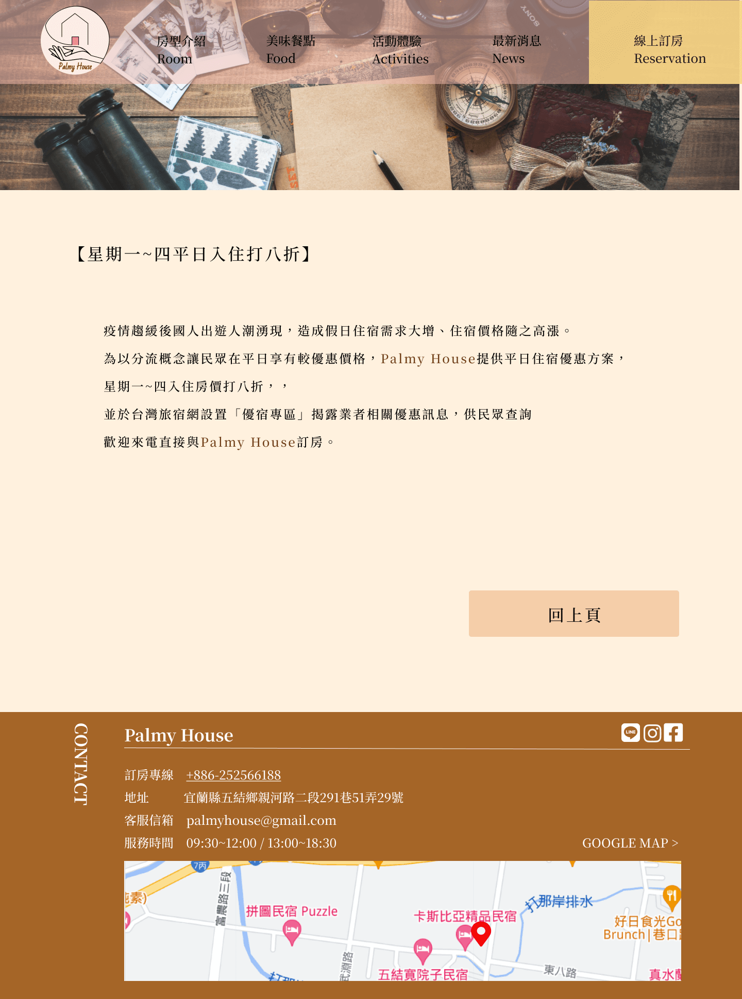 Palmy House
房型介紹
Room
美味餐點
Food
活動體驗
Activities
最新消息
News
線上訂房
Reservation
SONY
【星期一~四平日入住打八折】
疫情趨緩後國人出遊人潮湧現，造成假日住宿需求大增、住宿價格隨之高漲。
為以分流概念讓民眾在平日享有較優惠價格，Palmy House提供平日住宿優惠方案，
星期一~四入住房價打八折，，
並於台灣旅宿網設置「優宿專區」揭露業者相關優惠訊息，供民眾查詢
歡迎來電直接與Palmy House訂房。
回上頁
CONTACT
Palmy House
LINE
訂房專線 +886-252566188
地址 宜蘭縣五結鄉親河路二段291巷51弄29號
客服信箱 palmyhouse@gmail.com
服務時間 09:30~12:00 / 13:00~18:30
GOOGLE MAP >
7丙
富農路三段
素)
拼圖民宿 Puzzle
卡斯比亞精品民宿
打那岸排水
好日食光Go
Brunch|巷口
五結寬院子民宿
武淵路
東八路
真水